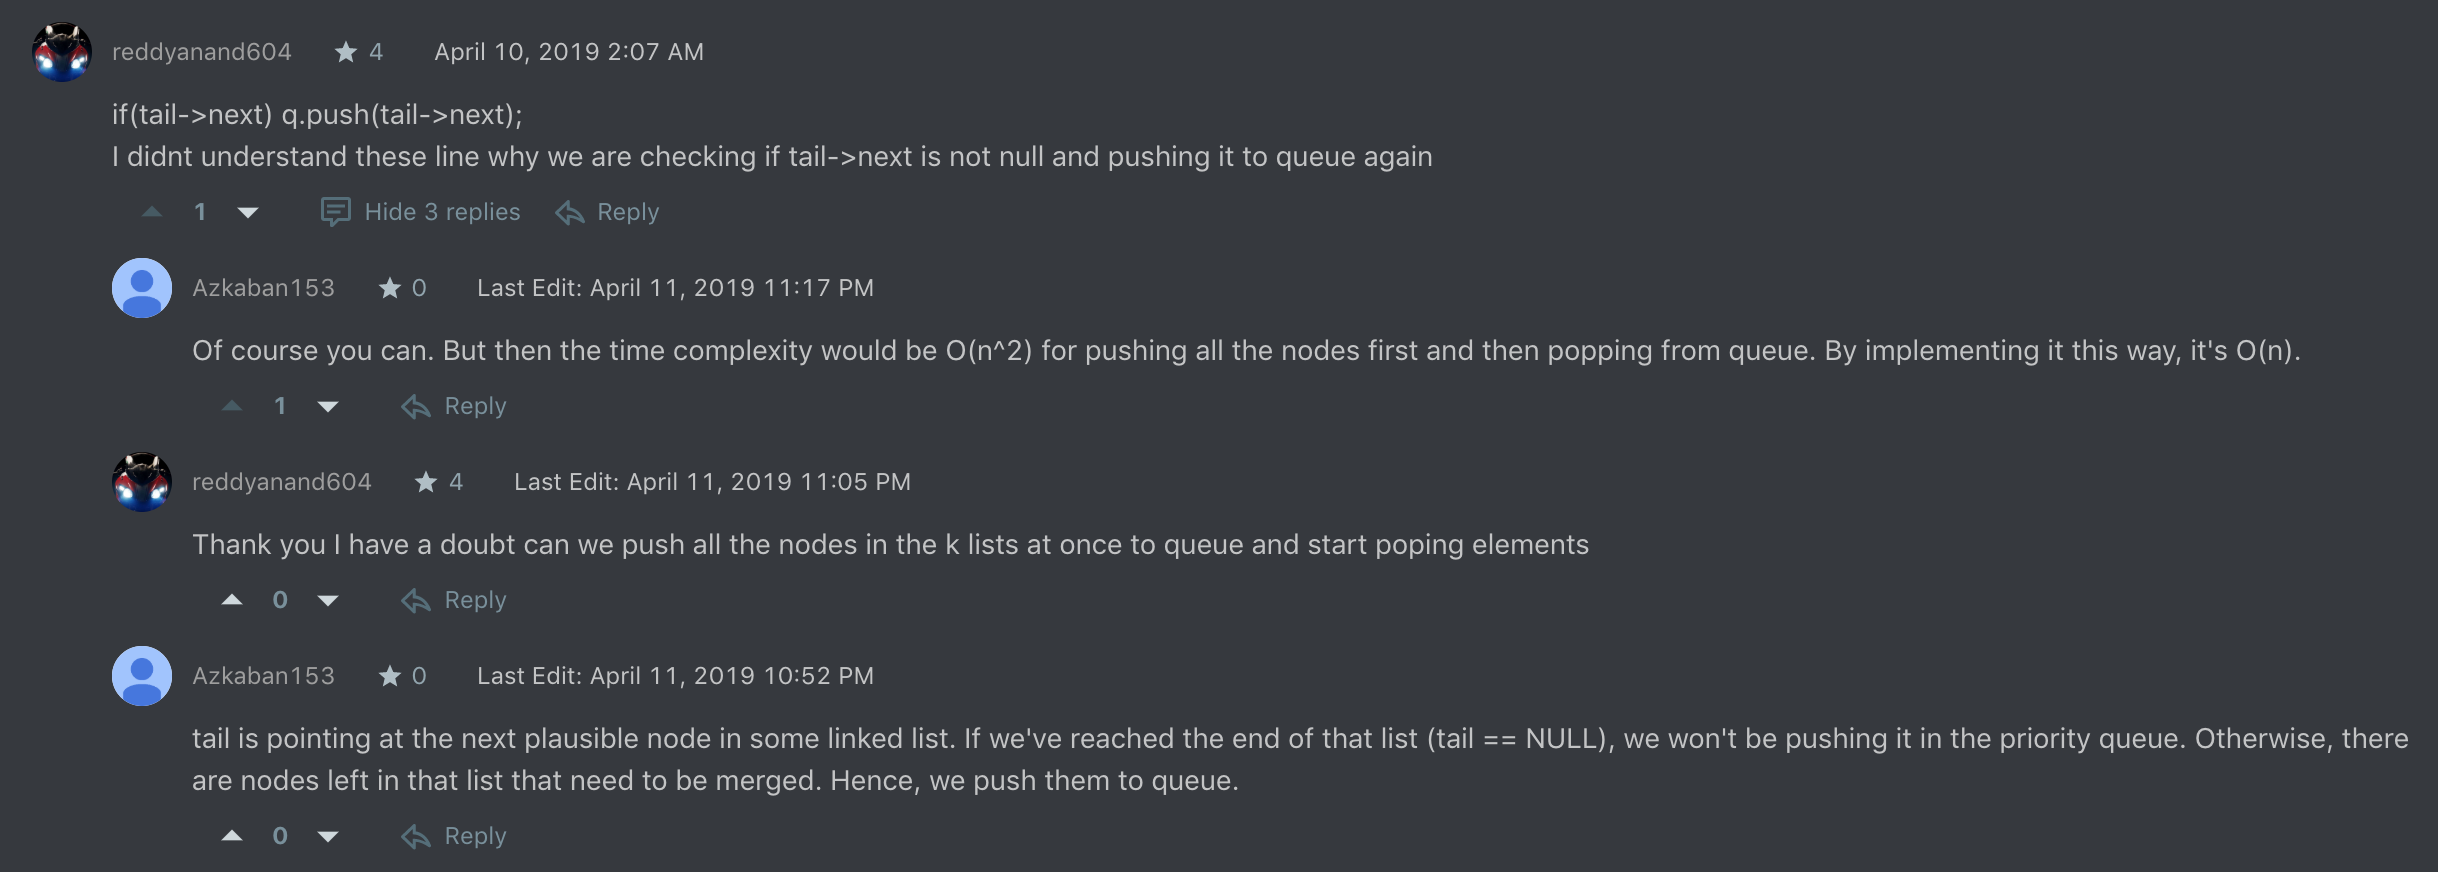 reddyanand604 ★ 4 April 10, 2019 2:07 AM
if(tail->next) q.push(tail->next);
I didnt understand these line why we are checking if tail->next is not null and pushing it to queue again
1 Hide 3 replies Reply
Azkaban153 ★ 0 Last Edit: April 11, 2019 11:17 PM
Of course you can. But then the time complexity would be O(n^2) for pushing all the nodes first and then popping from queue. By implementing it this way, it's O(n).
1 Reply
reddyanand604 ★ 4 Last Edit: April 11, 2019 11:05 PM
Thank you I have a doubt can we push all the nodes in the k lists at once to queue and start poping elements
0 Reply
Azkaban153 ★ 0 Last Edit: April 11, 2019 10:52 PM
tail is pointing at the next plausible node in some linked list. If we've reached the end of that list (tail == NULL), we won't be pushing it in the priority queue. Otherwise, there
are nodes left in that list that need to be merged. Hence, we push them to queue.
0 Reply